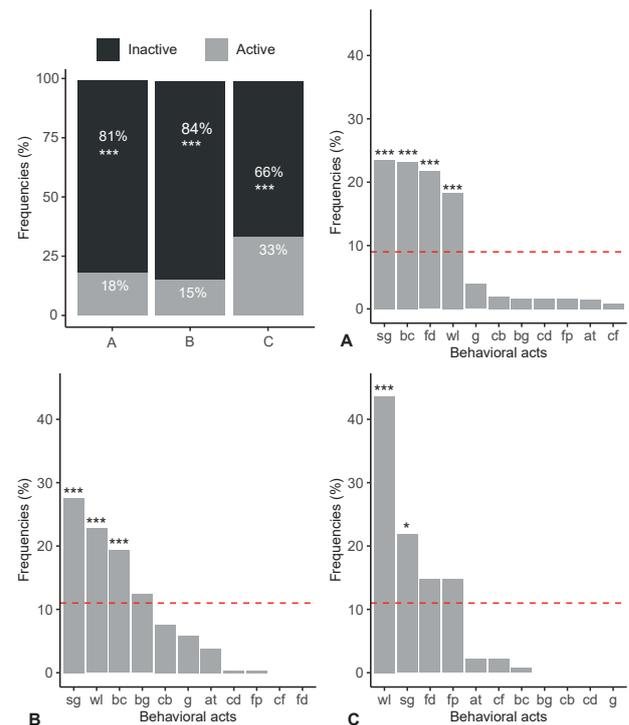 Inactive Active
Frequencies (%)
100
75
50
25
0
81%
***
18%
84%
***
15%
66%
***
33%
A B C
Frequencies (%)
40
30
20
10
0
*** *** *** ***
sg bc fd wl g cb bg cd fp at cf
Behavioral acts
A
Frequencies (%)
40
30
20
10
0
*** *** ***
sg wl bc bg cb g at cd fp cf fd
Behavioral acts
B
Frequencies (%)
40
30
20
10
0
*** *
wl sg fd fp at cf bc bg cb cd g
Behavioral acts
C